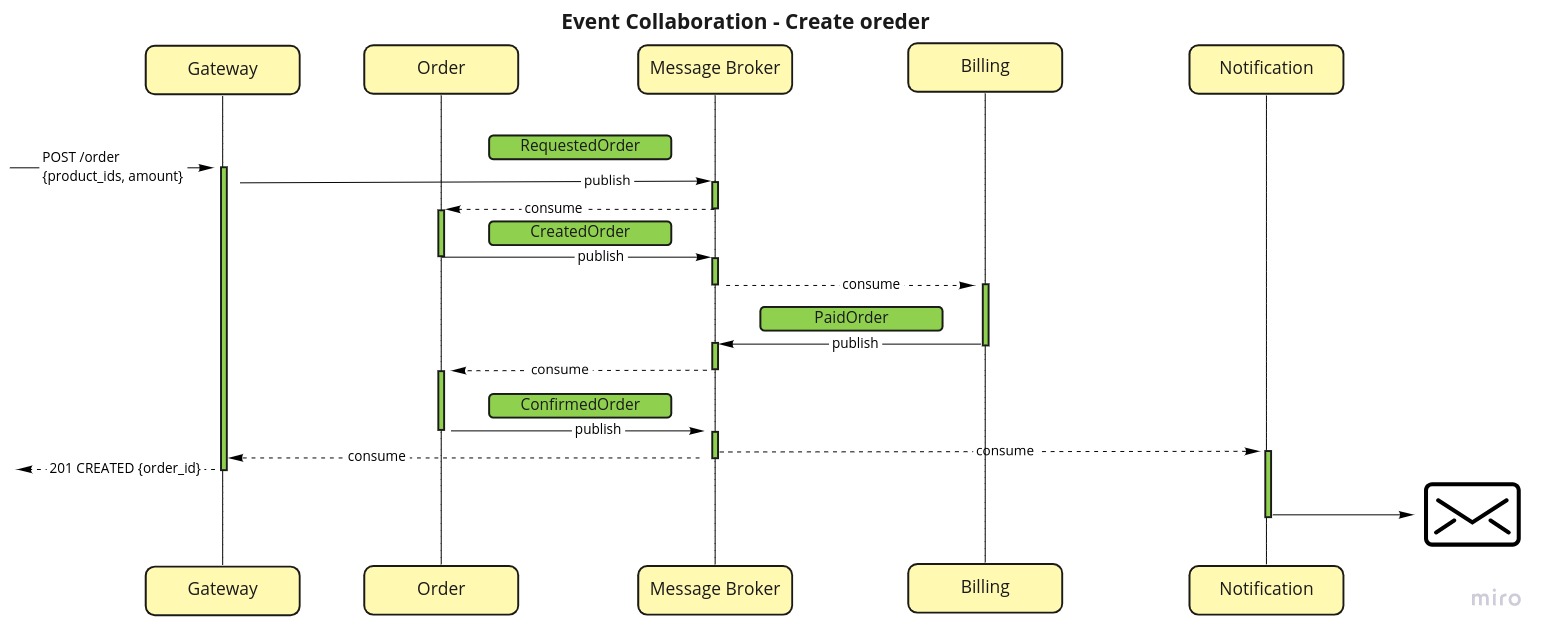 Event Collaboration - Create oreder
Gateway
Order
Message Broker
Billing
Notification
RequestedOrder
POST /order
{product_ids, amount}
publish
consume
CreatedOrder
publish
consume
PaidOrder
publish
consume
ConfirmedOrder
publish
consume
consume
201 CREATED {order_id}
Gateway
Order
Message Broker
Billing
Notification
miro